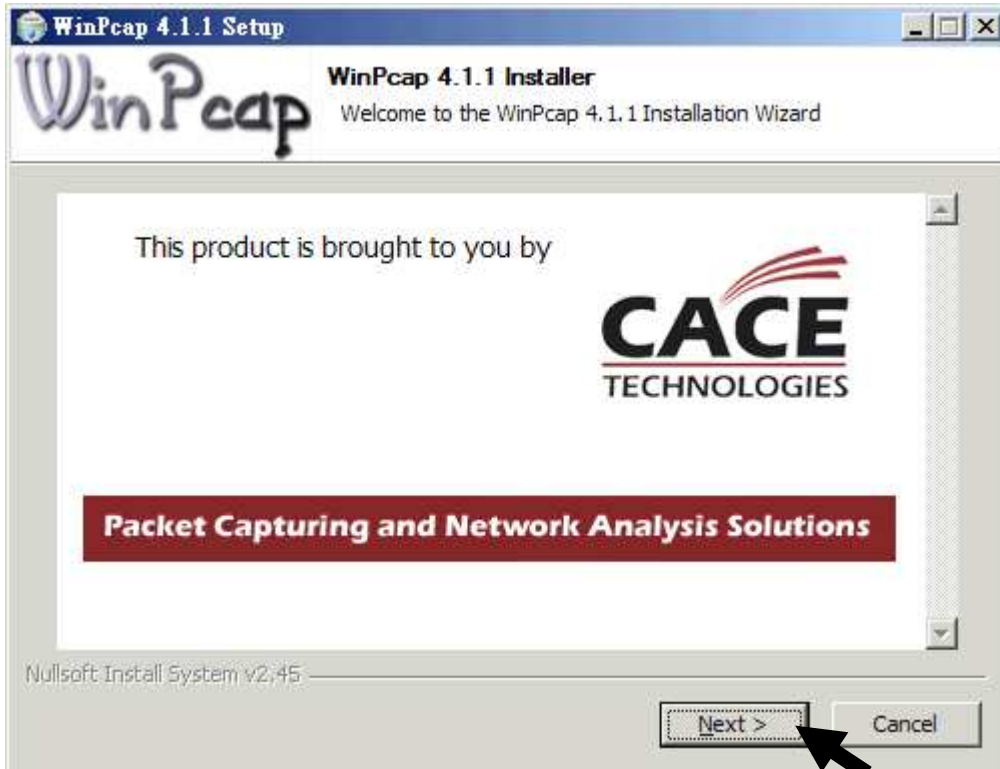 WinPcap 4.1.1 Setup
WinPcap
WinPcap 4.1.1 Installer
Welcome to the WinPcap 4.1.1 Installation Wizard
This product is brought to you by
CACE
TECHNOLOGIES
Packet Capturing and Network Analysis Solutions
Nullsoft Install System v2.45
Next > Cancel